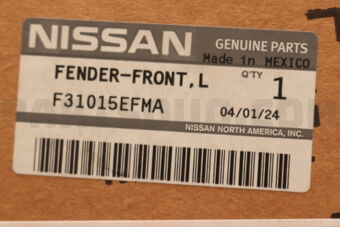 NISSAN GENUINE PARTS
Made in MEXICO
FENDER-FRONT,L Q'TY 1
F31015EFMA 04/01/24
NISSAN NORTH AMERICA, INC.